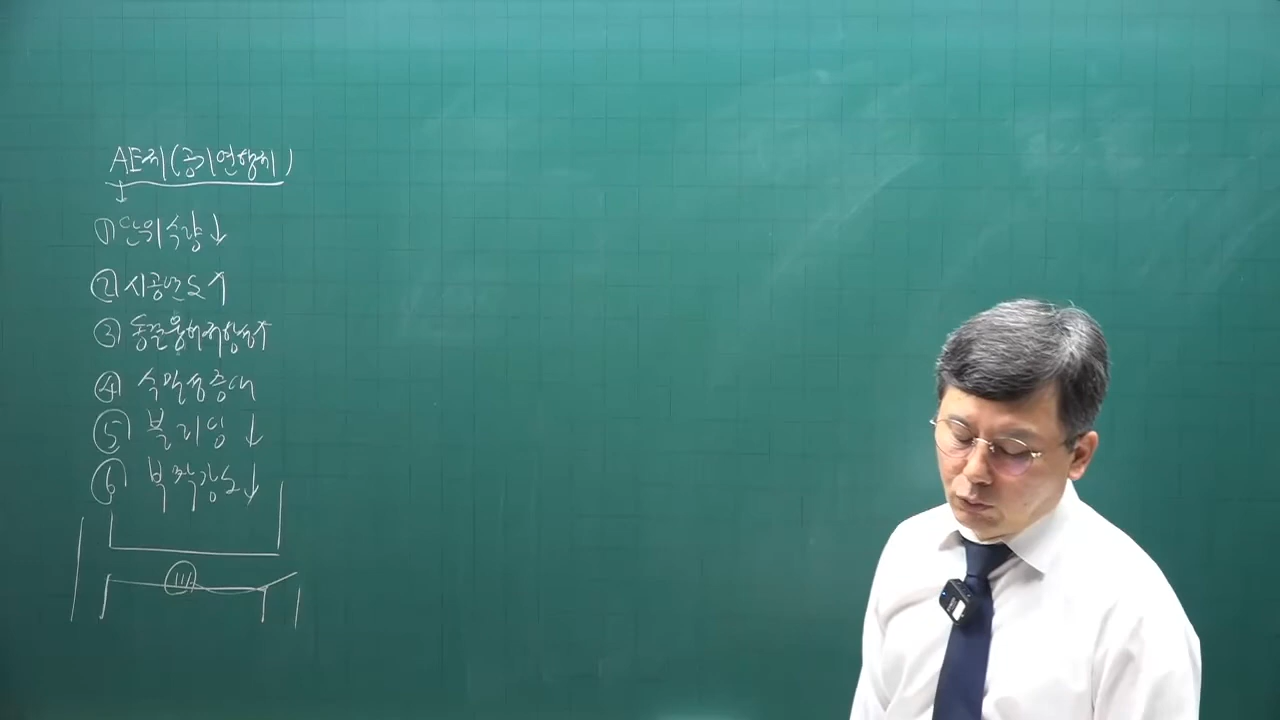 AE제(공기연행제)
① 단위수량↓
② 시공연도↑
③ 동결융해저항성↑
④ 수밀성증대
⑤ 블리딩↓
⑥ 부착강도↓